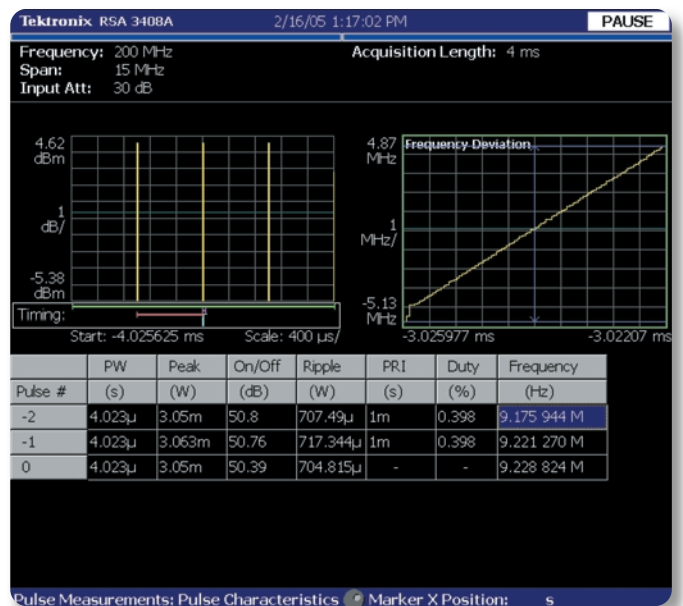 Tektronix RSA 3408A 2/16/05 1:17:02 PM PAUSE
Frequency: 200 MHz Acquisition Length: 4 ms
Span: 15 MHz
Input Att: 30 dB
4.62 dBm
1 dB/
-5.38 dBm
Timing:
Start: -4.025625 ms Scale: 400 µs/
4.87 MHz
Frequency Deviation
1 MHz/
-5.13 MHz
-3.025977 ms -3.02207 ms
PW Peak On/Off Ripple PRI Duty Frequency
Pulse # (s) (W) (dB) (W) (s) (%) (Hz)
-2 4.023µ 3.05m 50.8 707.49µ 1m 0.398 9.175 944 M
-1 4.023µ 3.063m 50.76 717.344µ 1m 0.398 9.221 270 M
0 4.023µ 3.05m 50.39 704.815µ - - 9.228 824 M
Pulse Measurements: Pulse Characteristics Marker X Position: s